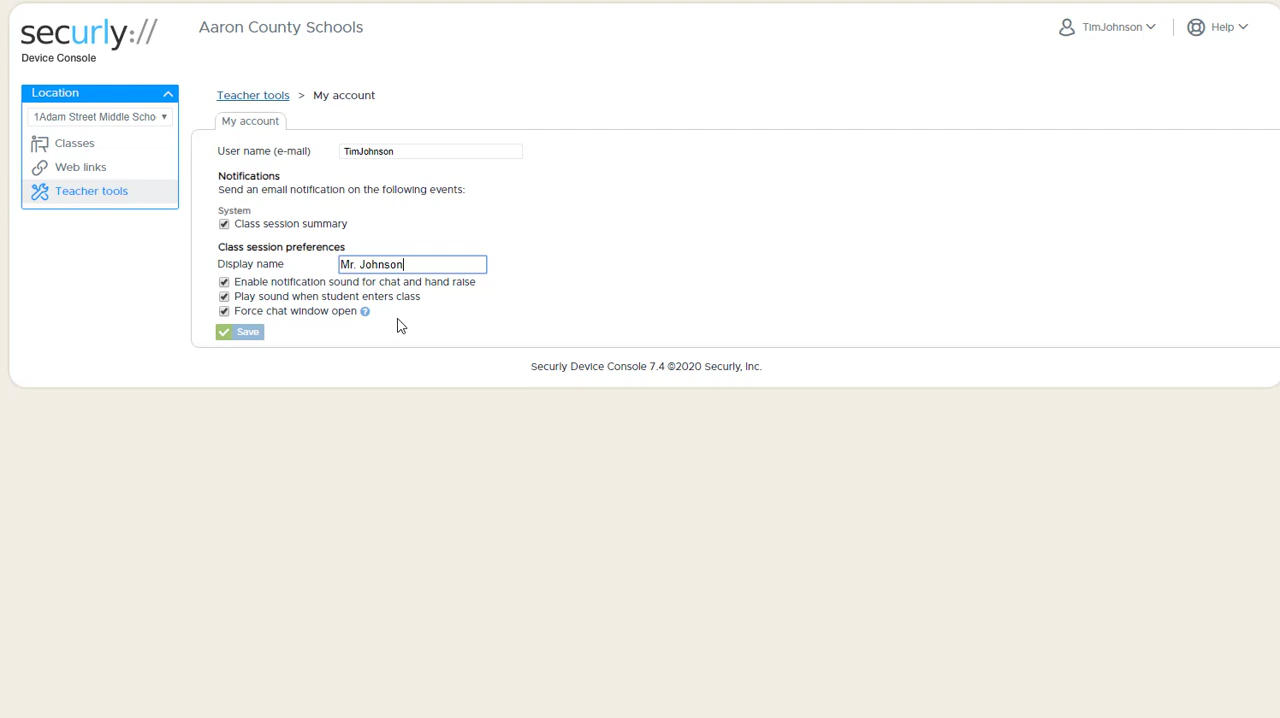 securly://
Device Console
Aaron County Schools
TimJohnson
Help
Location
1Adam Street Middle Scho
Classes
Web links
Teacher tools
Teacher tools > My account
My account
User name (e-mail) TimJohnson
Notifications
Send an email notification on the following events:
System
Class session summary
Class session preferences
Display name Mr. Johnson
Enable notification sound for chat and hand raise
Play sound when student enters class
Force chat window open ?
Save
Securly Device Console 7.4 ©2020 Securly, Inc.